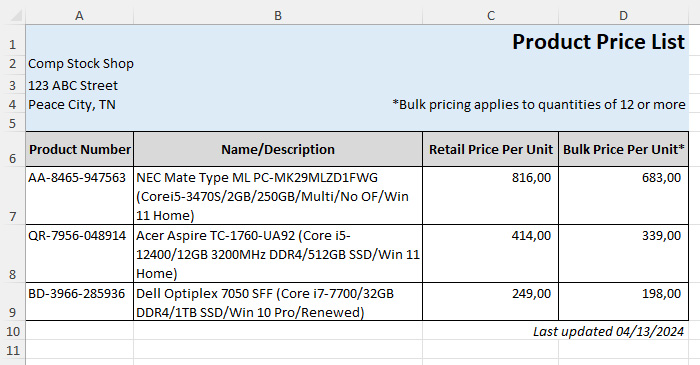 A B C D
1 Product Price List
2 Comp Stock Shop
3 123 ABC Street
4 Peace City, TN *Bulk pricing applies to quantities of 12 or more
5
6 Product Number Name/Description Retail Price Per Unit Bulk Price Per Unit*
AA-8465-947563 NEC Mate Type ML PC-MK29MLZD1FWG 816,00 683,00
(Corei5-3470S/2GB/250GB/Multi/No OF/Win
7 11 Home)
QR-7956-048914 Acer Aspire TC-1760-UA92 (Core i5- 414,00 339,00
12400/12GB 3200MHz DDR4/512GB SSD/Win 11
8 Home)
BD-3966-285936 Dell Optiplex 7050 SFF (Core i7-7700/32GB 249,00 198,00
9 DDR4/1TB SSD/Win 10 Pro/Renewed)
10 Last updated 04/13/2024
11